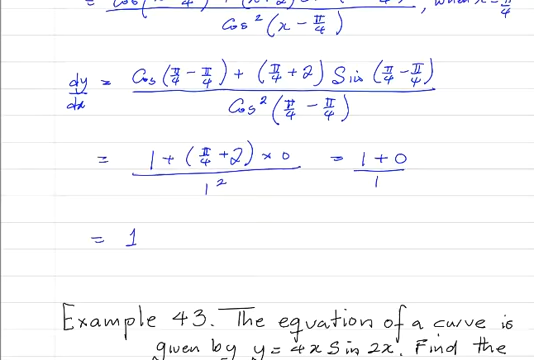 cos²(x − π/4)
, when x = π/4
dy/dx = (Cos(π/4 − π/4) + (π/4 + 2) Sin(π/4 − π/4)) / Cos²(π/4 − π/4)
= (1 + (π/4 + 2) × 0) / 1² = (1 + 0) / 1
= 1
Example 43. The equation of a curve is
given by y = 4x Sin 2x. Find the